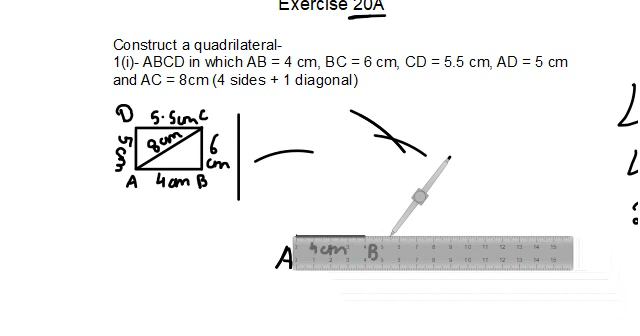 Exercise 20A
Construct a quadrilateral-
1(i)- ABCD in which AB = 4 cm, BC = 6 cm, CD = 5.5 cm, AD = 5 cm
and AC = 8cm (4 sides + 1 diagonal)
D 5.5cm C
5cm 8cm 6 cm
A 4cm B
A 4cm B